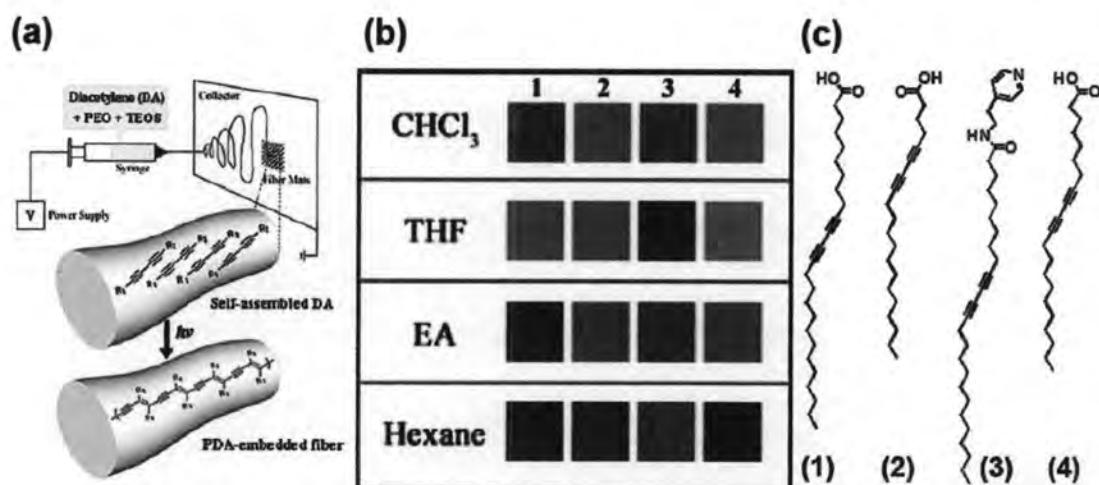 (a)
Diacetylene (DA)
+ PEO + TEOS
Syringe
Collector
Fiber Mats
V
Power Supply
Self-assembled DA
hν
PDA-embedded fiber
(b)
1 2 3 4
CHCl3
THF
EA
Hexane
(c)
HO
O
OH
O
N
HN
O
HO
O
(1)
(2)
(3)
(4)